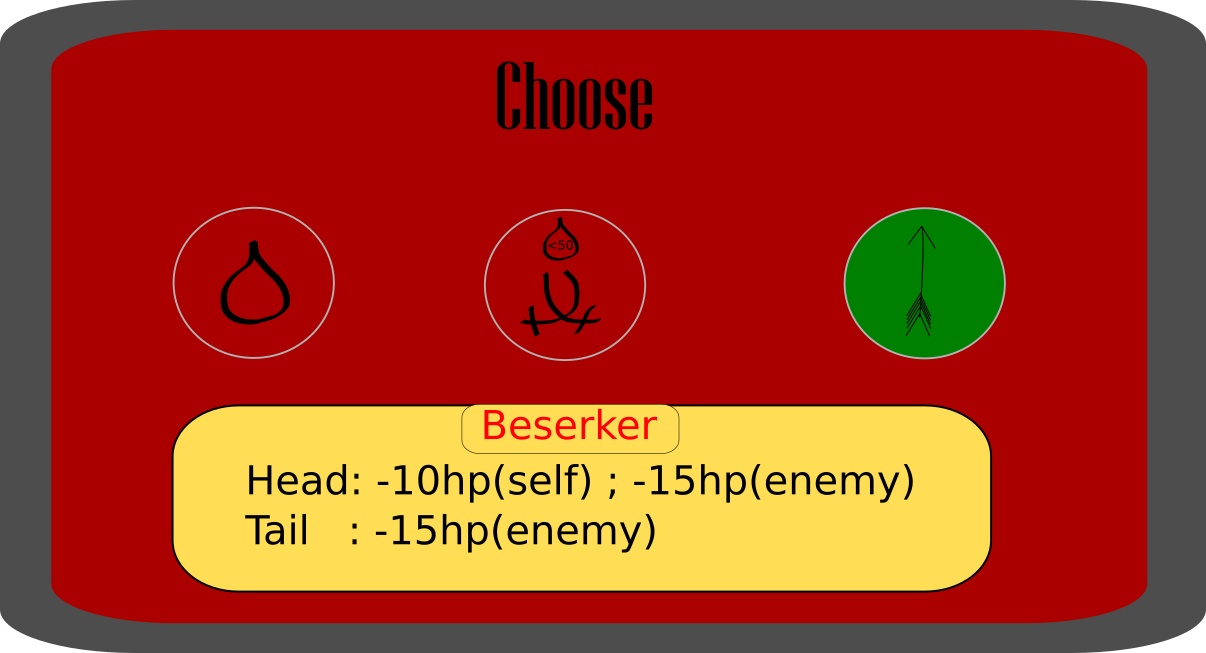 Choose
<50
Beserker
Head: -10hp(self) ; -15hp(enemy)
Tail   : -15hp(enemy)